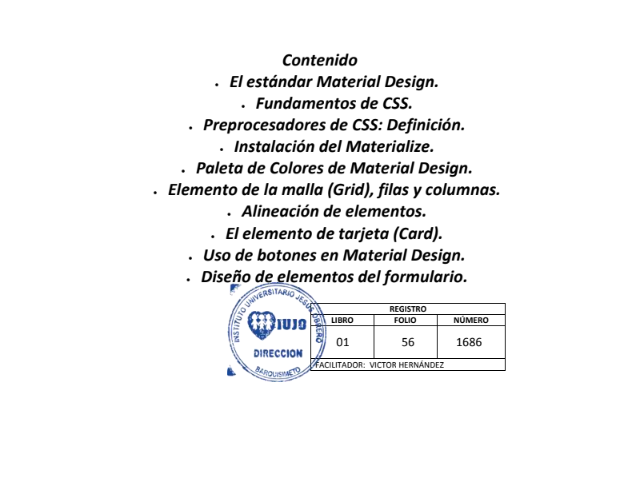 Contenido
• El estándar Material Design.
• Fundamentos de CSS.
• Preprocesadores de CSS: Definición.
• Instalación del Materialize.
• Paleta de Colores de Material Design.
• Elemento de la malla (Grid), filas y columnas.
• Alineación de elementos.
• El elemento de tarjeta (Card).
• Uso de botones en Material Design.
• Diseño de elementos del formulario.
INSTITUTO UNIVERSITARIO JESÚS OBRERO
IUJO
DIRECCION
BARQUISIMETO
REGISTRO
LIBRO FOLIO NÚMERO
01 56 1686
FACILITADOR: VICTOR HERNÁNDEZ